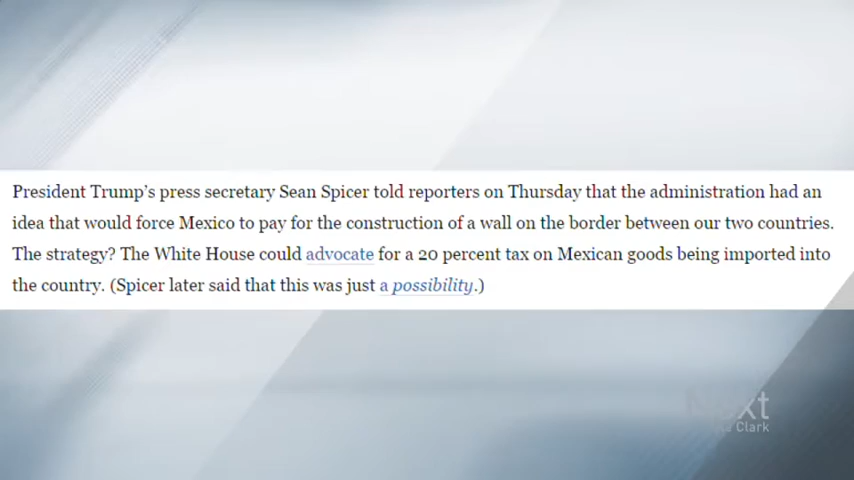 President Trump's press secretary Sean Spicer told reporters on Thursday that the administration had an
idea that would force Mexico to pay for the construction of a wall on the border between our two countries.
The strategy? The White House could advocate for a 20 percent tax on Mexican goods being imported into
the country. (Spicer later said that this was just a possibility.)
Next
Clark